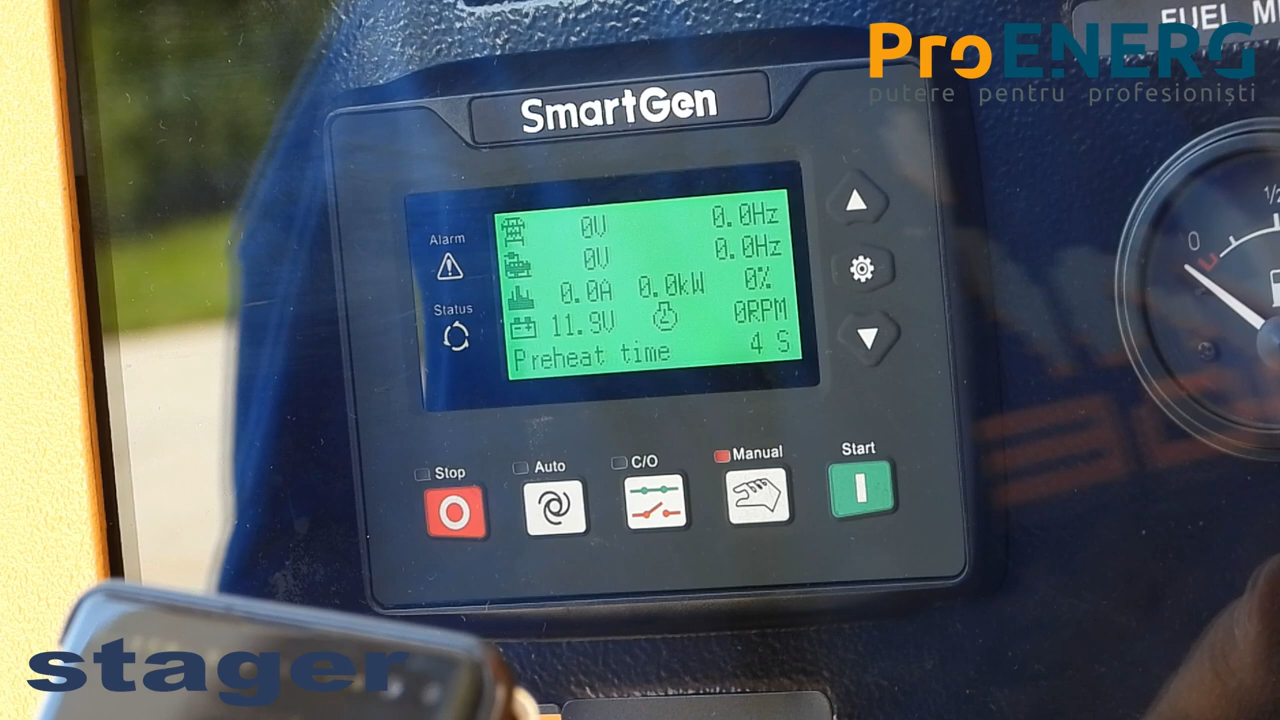 FUEL M
ProENERG
putere pentru profesioniști
SmartGen
Alarm
Status
0V 0.0Hz
0V 0.0Hz
0.0A 0.0kW 0%
11.9V 0RPM
Preheat time 4 S
0
1/
Stop
Auto
C/O
Manual
Start
stager